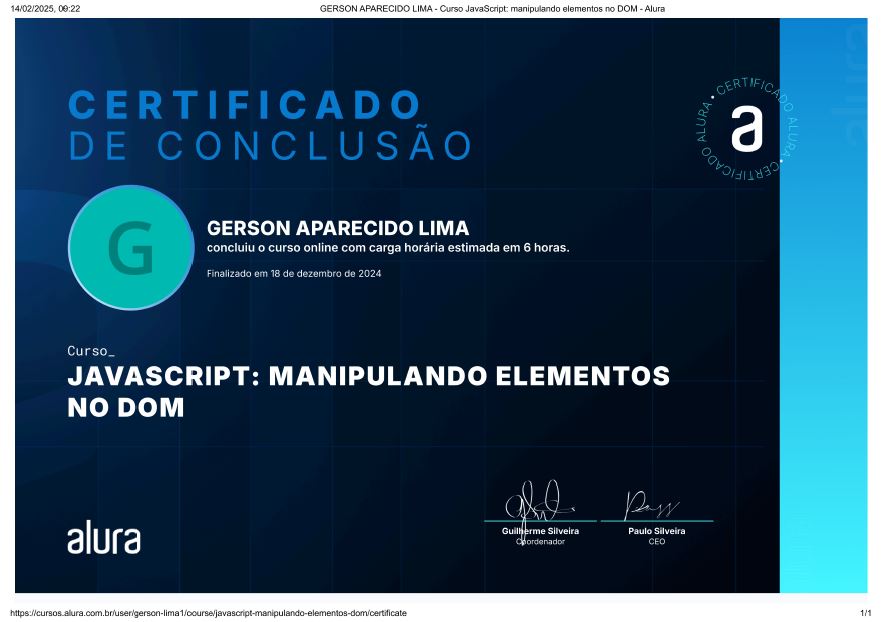 14/02/2025, 09:22
GERSON APARECIDO LIMA - Curso JavaScript: manipulando elementos no DOM - Alura
CERTIFICADO
DE CONCLUSÃO
CERTIFICADO ALURA • CERTIFICADO ALURA •
a
alura
G
GERSON APARECIDO LIMA
concluiu o curso online com carga horária estimada em 6 horas.
Finalizado em 18 de dezembro de 2024
Curso_
JAVASCRIPT: MANIPULANDO ELEMENTOS
NO DOM
alura
Guilherme Silveira
Coordenador
Paulo Silveira
CEO
https://cursos.alura.com.br/user/gerson-lima1/course/javascript-manipulando-elementos-dom/certificate
1/1